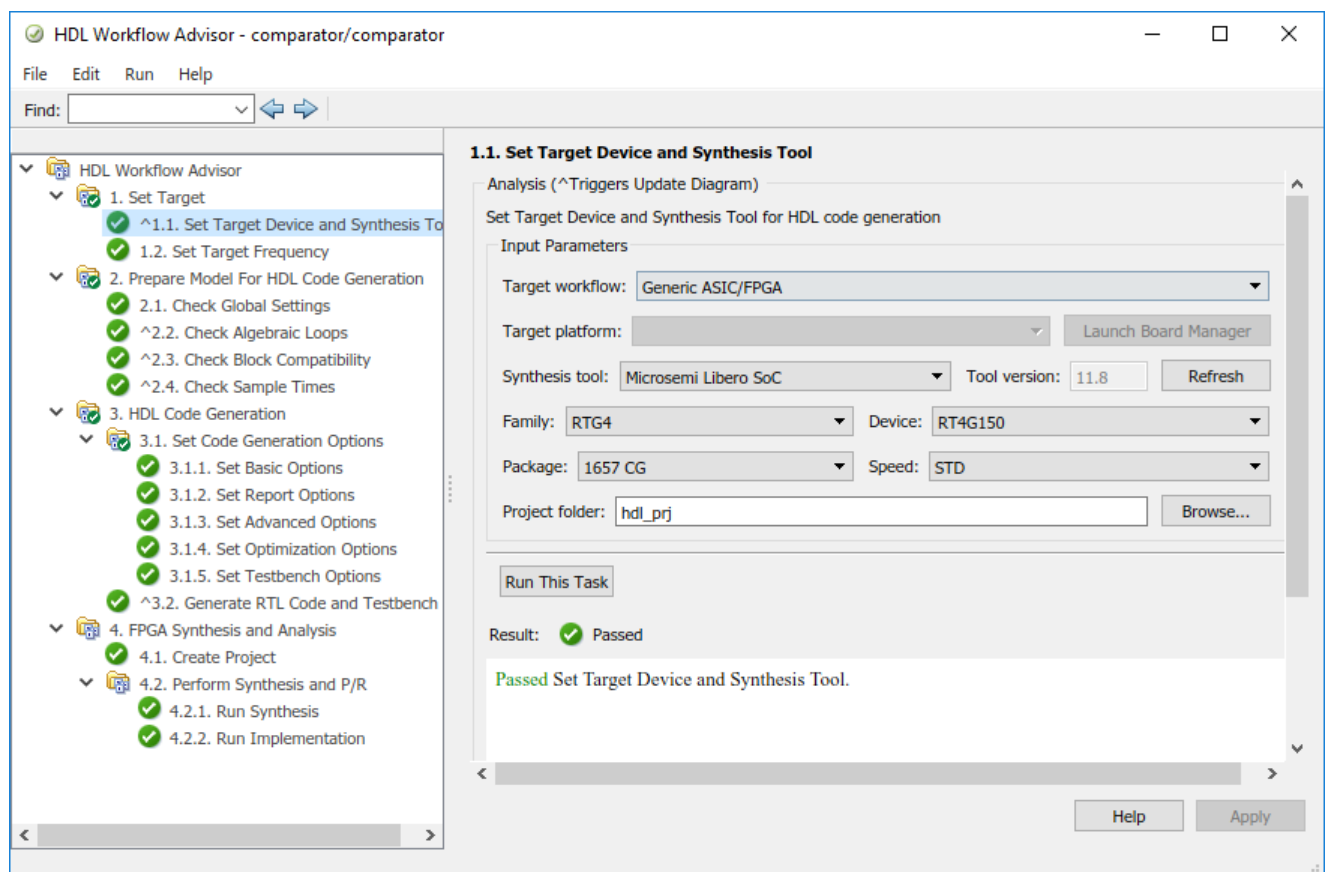 HDL Workflow Advisor - comparator/comparator
File Edit Run Help
Find:
HDL Workflow Advisor
1. Set Target
^1.1. Set Target Device and Synthesis To
1.2. Set Target Frequency
2. Prepare Model For HDL Code Generation
2.1. Check Global Settings
^2.2. Check Algebraic Loops
^2.3. Check Block Compatibility
^2.4. Check Sample Times
3. HDL Code Generation
3.1. Set Code Generation Options
3.1.1. Set Basic Options
3.1.2. Set Report Options
3.1.3. Set Advanced Options
3.1.4. Set Optimization Options
3.1.5. Set Testbench Options
^3.2. Generate RTL Code and Testbench
4. FPGA Synthesis and Analysis
4.1. Create Project
4.2. Perform Synthesis and P/R
4.2.1. Run Synthesis
4.2.2. Run Implementation
1.1. Set Target Device and Synthesis Tool
Analysis (^Triggers Update Diagram)
Set Target Device and Synthesis Tool for HDL code generation
Input Parameters
Target workflow: Generic ASIC/FPGA
Target platform: Launch Board Manager
Synthesis tool: Microsemi Libero SoC Tool version: 11.8 Refresh
Family: RTG4 Device: RT4G150
Package: 1657 CG Speed: STD
Project folder: hdl_prj Browse...
Run This Task
Result: Passed
Passed Set Target Device and Synthesis Tool.
Help Apply